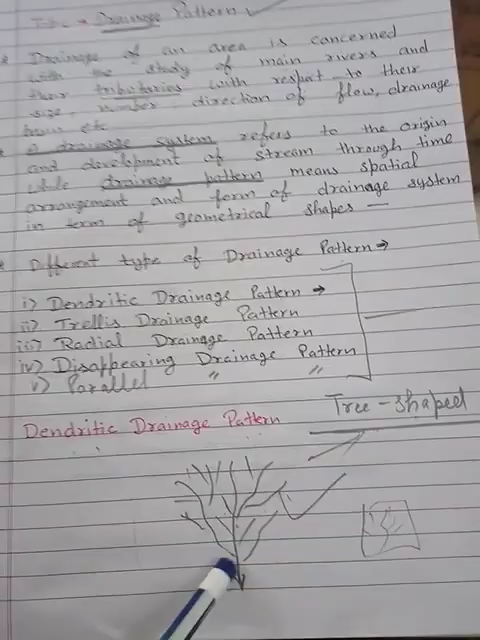 Topic → Drainage Pattern
Drainage of an area is concerned
with the study of main rivers and
their tributaries with respat to their
size, number direction of flow, drainage
basin etc
A drainage system refers to the origin
and development of stream through time
while drainage pattern means spatial
arrangement and form of drainage system
in term of geometrical shapes —
Different type of Drainage Pattern →
i) Dendritic Drainage Pattern →
ii) Trellis Drainage Pattern
iii) Radial Drainage Pattern
iv) Disappearing Drainage Pattern
v) Parallel " "
Tree-shaped
Dendritic Drainage Pattern